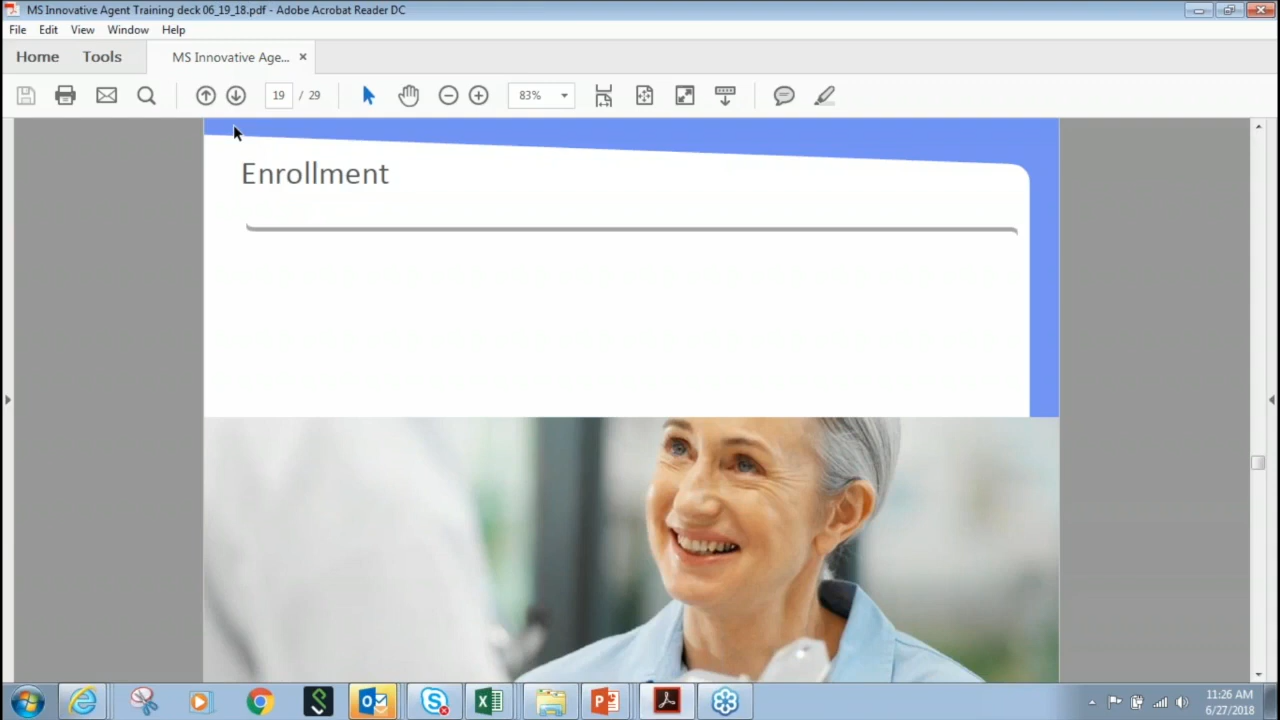 MS Innovative Agent Training deck 06_19_18.pdf - Adobe Acrobat Reader DC
File Edit View Window Help
Home Tools MS Innovative Age... ×
19 / 29 83%
Enrollment
11:26 AM
6/27/2018